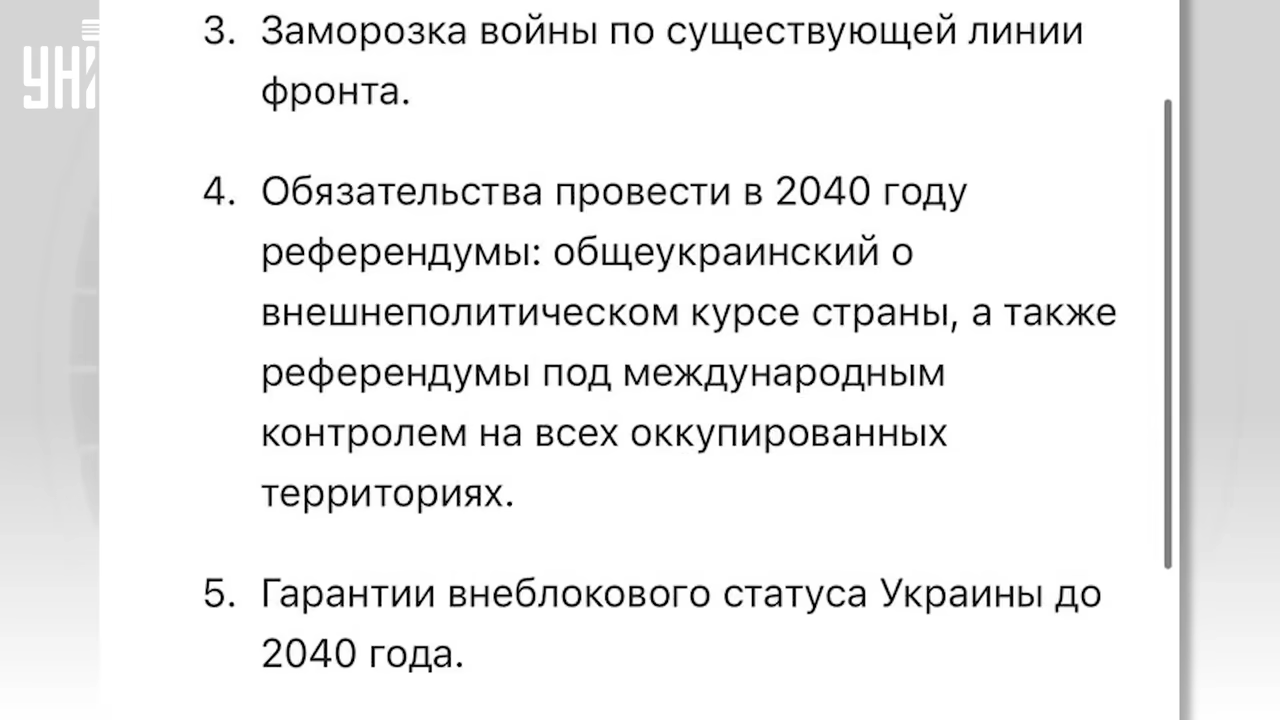 УНІ
3. Заморозка войны по существующей линии
фронта.
4. Обязательства провести в 2040 году
референдумы: общеукраинский о
внешнеполитическом курсе страны, а также
референдумы под международным
контролем на всех оккупированных
территориях.
5. Гарантии внеблокового статуса Украины до
2040 года.